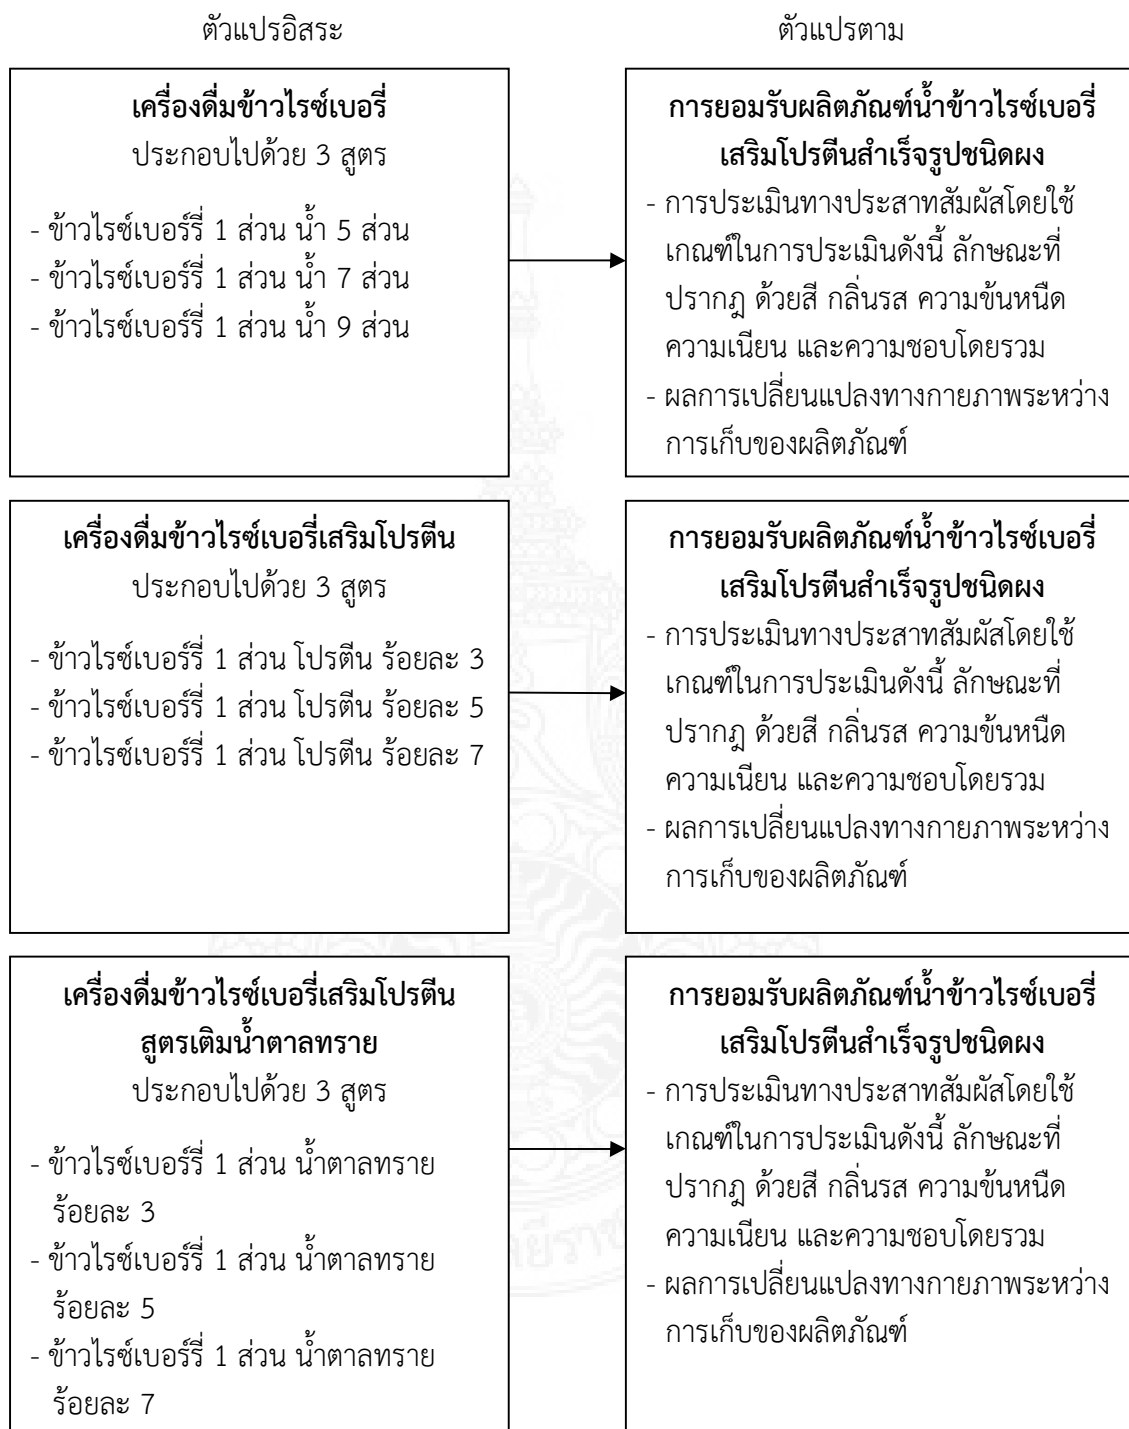 ตัวแปรอิสระ
ตัวแปรตาม
เครื่องดื่มข้าวไรซ์เบอรี่
ประกอบไปด้วย 3 สูตร
- ข้าวไรซ์เบอร์รี่ 1 ส่วน น้ำ 5 ส่วน
- ข้าวไรซ์เบอร์รี่ 1 ส่วน น้ำ 7 ส่วน
- ข้าวไรซ์เบอร์รี่ 1 ส่วน น้ำ 9 ส่วน
การยอมรับผลิตภัณฑ์น้ำข้าวไรซ์เบอรี่
เสริมโปรตีนสำเร็จรูปชนิดผง
- การประเมินทางประสาทสัมผัสโดยใช้
เกณฑ์ในการประเมินดังนี้ ลักษณะที่
ปรากฎ ด้วยสี กลิ่นรส ความข้นหนืด
ความเนียน และความชอบโดยรวม
- ผลการเปลี่ยนแปลงทางกายภาพระหว่าง
การเก็บของผลิตภัณฑ์
เครื่องดื่มข้าวไรซ์เบอรี่เสริมโปรตีน
ประกอบไปด้วย 3 สูตร
- ข้าวไรซ์เบอร์รี่ 1 ส่วน โปรตีน ร้อยละ 3
- ข้าวไรซ์เบอร์รี่ 1 ส่วน โปรตีน ร้อยละ 5
- ข้าวไรซ์เบอร์รี่ 1 ส่วน โปรตีน ร้อยละ 7
การยอมรับผลิตภัณฑ์น้ำข้าวไรซ์เบอรี่
เสริมโปรตีนสำเร็จรูปชนิดผง
- การประเมินทางประสาทสัมผัสโดยใช้
เกณฑ์ในการประเมินดังนี้ ลักษณะที่
ปรากฎ ด้วยสี กลิ่นรส ความข้นหนืด
ความเนียน และความชอบโดยรวม
- ผลการเปลี่ยนแปลงทางกายภาพระหว่าง
การเก็บของผลิตภัณฑ์
เครื่องดื่มข้าวไรซ์เบอรี่เสริมโปรตีน
สูตรเติมน้ำตาลทราย
ประกอบไปด้วย 3 สูตร
- ข้าวไรซ์เบอร์รี่ 1 ส่วน น้ำตาลทราย
ร้อยละ 3
- ข้าวไรซ์เบอร์รี่ 1 ส่วน น้ำตาลทราย
ร้อยละ 5
- ข้าวไรซ์เบอร์รี่ 1 ส่วน น้ำตาลทราย
ร้อยละ 7
การยอมรับผลิตภัณฑ์น้ำข้าวไรซ์เบอรี่
เสริมโปรตีนสำเร็จรูปชนิดผง
- การประเมินทางประสาทสัมผัสโดยใช้
เกณฑ์ในการประเมินดังนี้ ลักษณะที่
ปรากฎ ด้วยสี กลิ่นรส ความข้นหนืด
ความเนียน และความชอบโดยรวม
- ผลการเปลี่ยนแปลงทางกายภาพระหว่าง
การเก็บของผลิตภัณฑ์